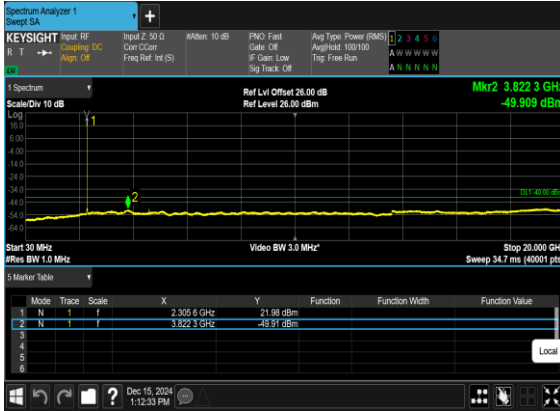 Spectrum Analyzer 1
Swept SA
+
KEYSIGHT Input: RF Input Z: 50 Ω #Atten: 10 dB PNO: Fast Avg Type: Power (RMS) 1 2 3 4 5 6
R T Coupling: DC Corr CCorr Gate: Off Avg|Hold: 100/100 A W W W W W
Align: Off Freq Ref: Int (S) IF Gain: Low Trig: Free Run
Sig Track: Off A N N N N N
1 Spectrum Ref Lvl Offset 26.00 dB Mkr2 3.822 3 GHz
Scale/Div 10 dB Ref Level 26.00 dBm -49.909 dBm
Log
16.0
6.00
-4.00
-14.0
-24.0
-34.0
-44.0
-54.0
-64.0
1
2
DL1 -40.00 dBm
Start 30 MHz Video BW 3.0 MHz* Stop 20.000 GH
#Res BW 1.0 MHz Sweep 34.7 ms (40001 pts
5 Marker Table
Mode Trace Scale X Y Function Function Width Function Value
1 N 1 f 2.305 6 GHz 21.98 dBm
2 N 1 f 3.822 3 GHz -49.91 dBm
3
4
5
6
Local
? Dec 15, 2024
1:12:33 PM